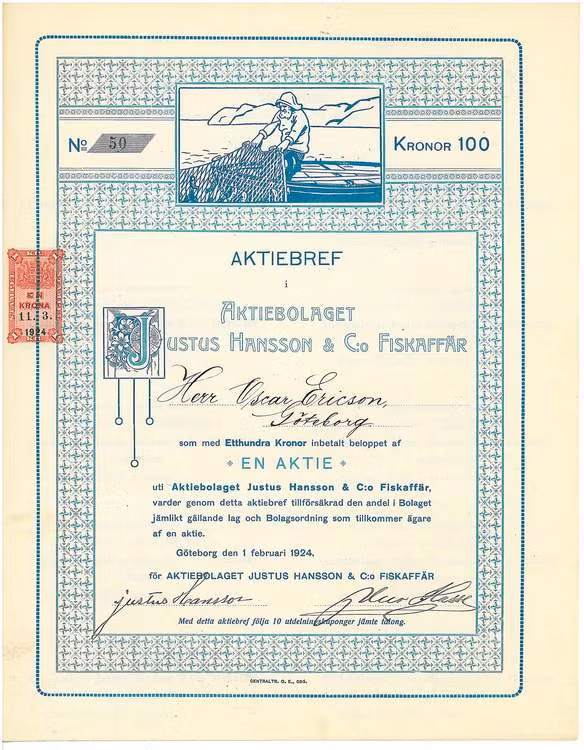 No 50
KRONOR 100
AKTIEBREF
i
AKTIEBOLAGET
JUSTUS HANSSON & C:o FISKAFFÄR
Herr Oscar Ericson,
Göteborg
som med Etthundra Kronor inbetalt beloppet af
EN AKTIE
uti Aktiebolaget Justus Hansson & C:o Fiskaffär,
varder genom detta aktiebref tillförsäkrad den andel i Bolaget
jämlikt gällande lag och Bolagsordning som tillkommer ägare
af en aktie.
Göteborg den 1 februari 1924.
för AKTIEBOLAGET JUSTUS HANSSON & C:o FISKAFFÄR
Justus Hansson
Med detta aktiebref följa 10 utdelningskuponger jämte talong.
EN
KRONA
11. 3.
1924
CENTRALTR. G. E., GBG.